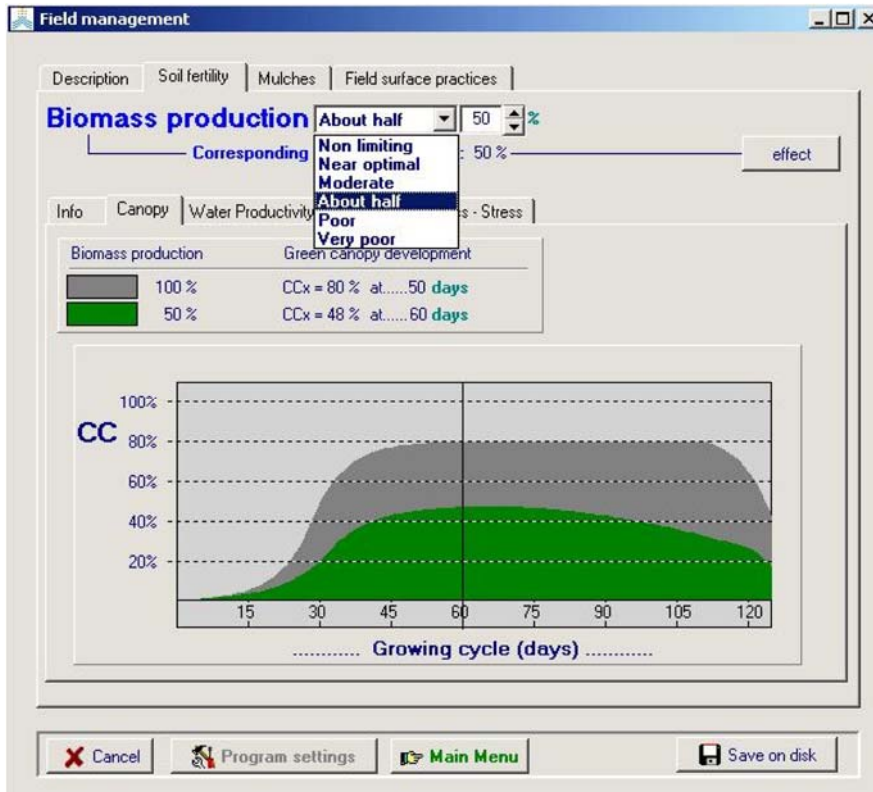 Field management
Description Soil fertility Mulches Field surface practices
Biomass production About half 50 %
Corresponding : 50 % effect
Non limiting
Near optimal
Moderate
About half
Poor
Very poor
Info Canopy Water Productivity s - Stress
Biomass production Green canopy development
100 % CCx = 80 % at.....50 days
50 % CCx = 48 % at.....60 days
CC
100%
80%
60%
40%
20%
15 30 45 60 75 90 105 120
............ Growing cycle (days) ............
Cancel Program settings Main Menu Save on disk